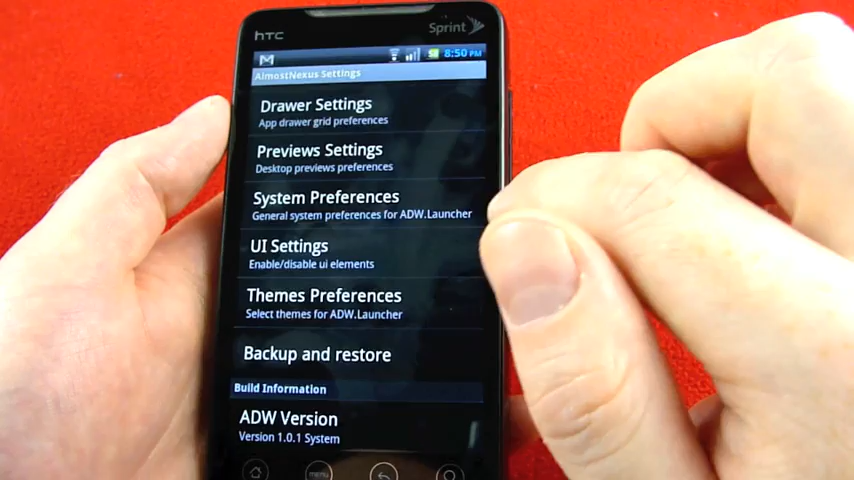 hTC
Sprint
8:50 PM
AlmostNexus Settings
Drawer Settings
App drawer grid preferences
Previews Settings
Desktop previews preferences
System Preferences
General system preferences for ADW.Launcher
UI Settings
Enable/disable ui elements
Themes Preferences
Select themes for ADW.Launcher
Backup and restore
Build Information
ADW Version
Version 1.0.1 System
menu